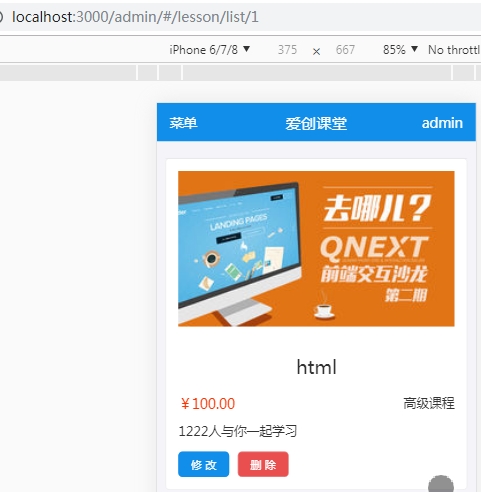 localhost:3000/admin/#/lesson/list/1
iPhone 6/7/8 ▼ 375 × 667 85% ▼ No throttl
菜单 爱创课堂 admin
LANDING PAGES
去哪儿?
QNEXT
前端交互沙龙
第二期
html
￥100.00 高级课程
1222人与你一起学习
修 改 删 除